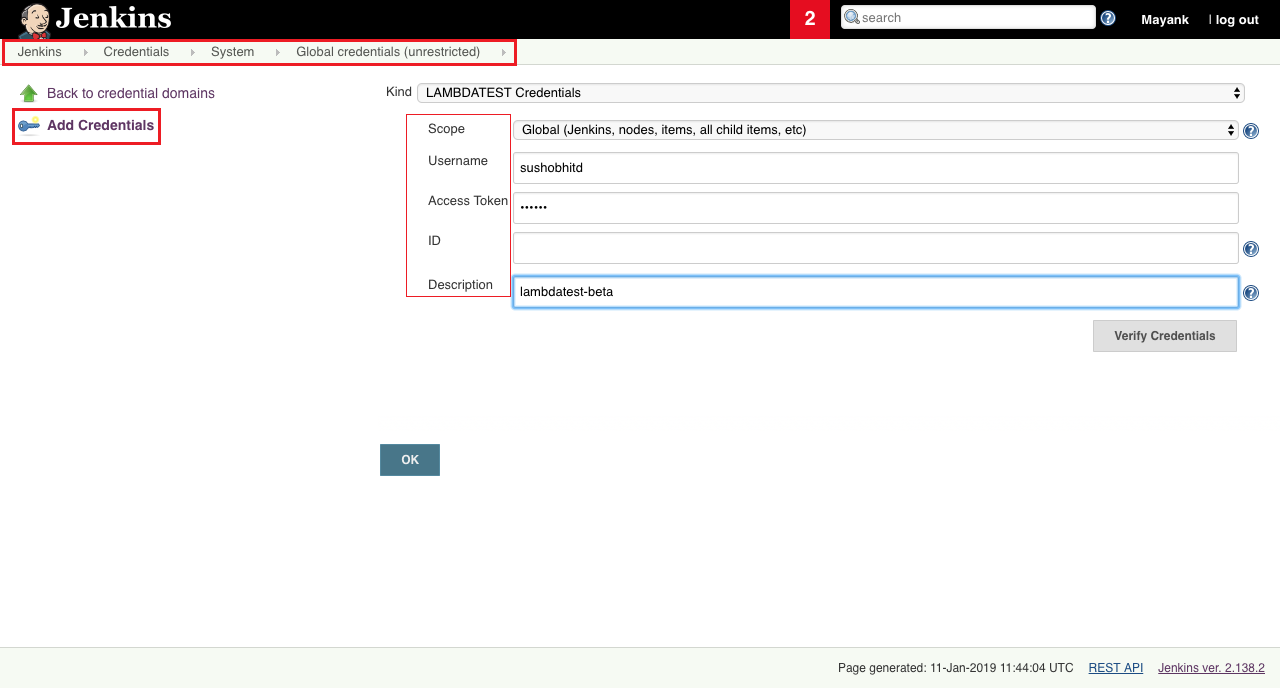 Jenkins 2 search Mayank | log out
Jenkins Credentials System Global credentials (unrestricted)
Back to credential domains
Add Credentials
Kind LAMBDATEST Credentials
Scope Global (Jenkins, nodes, items, all child items, etc)
Username sushobhitd
Access Token ••••••
ID
Description lambdatest-beta
Verify Credentials
OK
Page generated: 11-Jan-2019 11:44:04 UTC REST API Jenkins ver. 2.138.2